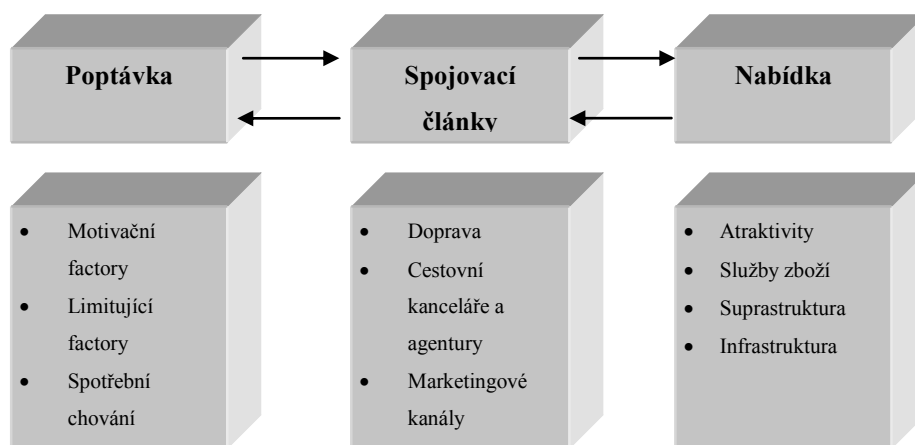 Poptávka
Spojovací
články
Nabídka
• Motivační
factory
• Limitující
factory
• Spotřební
chování
• Doprava
• Cestovní
kanceláře a
agentury
• Marketingové
kanály
• Atraktivity
• Služby zboží
• Suprastruktura
• Infrastruktura